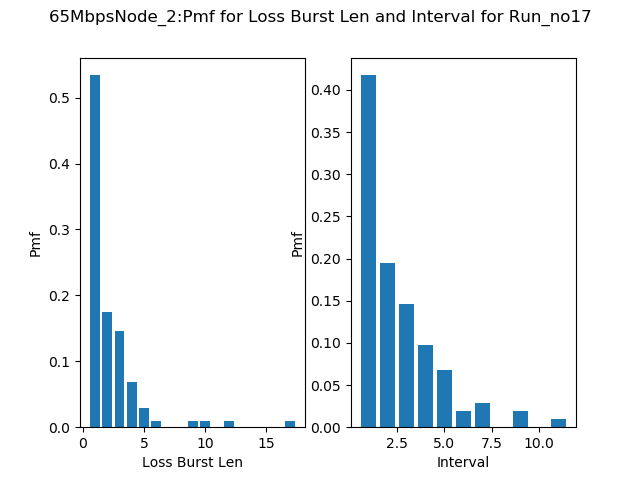 65MbpsNode_2:Pmf for Loss Burst Len and Interval for Run_no17
0.5
0.4
0.3
0.2
0.1
0.0
Pmf
0 5 10 15
Loss Burst Len
0.40
0.35
0.30
0.25
0.20
0.15
0.10
0.05
0.00
Pmf
2.5 5.0 7.5 10.0
Interval